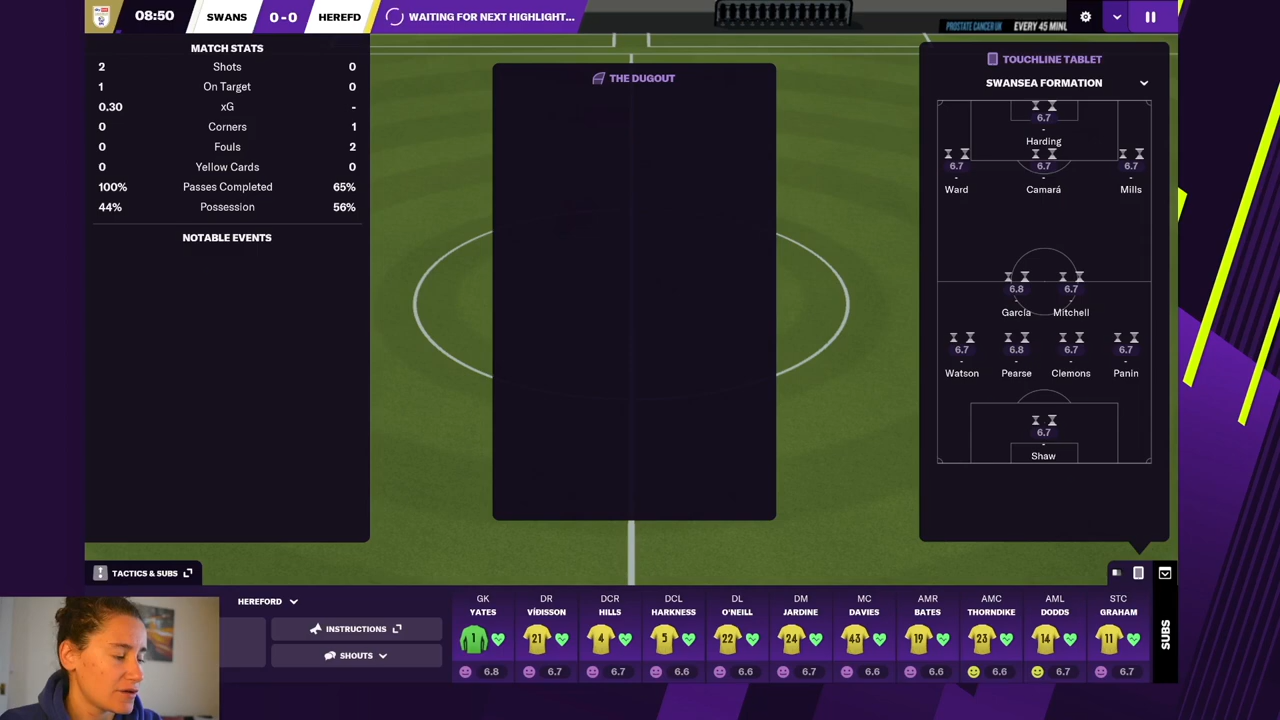 08:50 SWANS 0-0 HEREFD WAITING FOR NEXT HIGHLIGHT...
PROSTATE CANCER UK EVERY 45 MINU
MATCH STATS
2 Shots 0
1 On Target 0
0.30 xG -
0 Corners 1
0 Fouls 2
0 Yellow Cards 0
100% Passes Completed 65%
44% Possession 56%
NOTABLE EVENTS
THE DUGOUT
TOUCHLINE TABLET
SWANSEA FORMATION
6.7
-
Harding
6.7 6.7 6.7
- - -
Ward Camará Mills
6.8 6.7
- -
García Mitchell
6.7 6.8 6.7 6.7
- - - -
Watson Pearse Clemons Panin
6.7
-
Shaw
TACTICS & SUBS
HEREFORD
INSTRUCTIONS
SHOUTS
GK DR DCR DCL DL DM MC AMR AMC AML STC
YATES VÍDISSON HILLS HARKNESS O'NEILL JARDINE DAVIES BATES THORNDIKE DODDS GRAHAM
1 21 4 5 22 24 43 19 23 14 11
6.8 6.7 6.7 6.6 6.6 6.7 6.6 6.6 6.6 6.7 6.7
SUBS